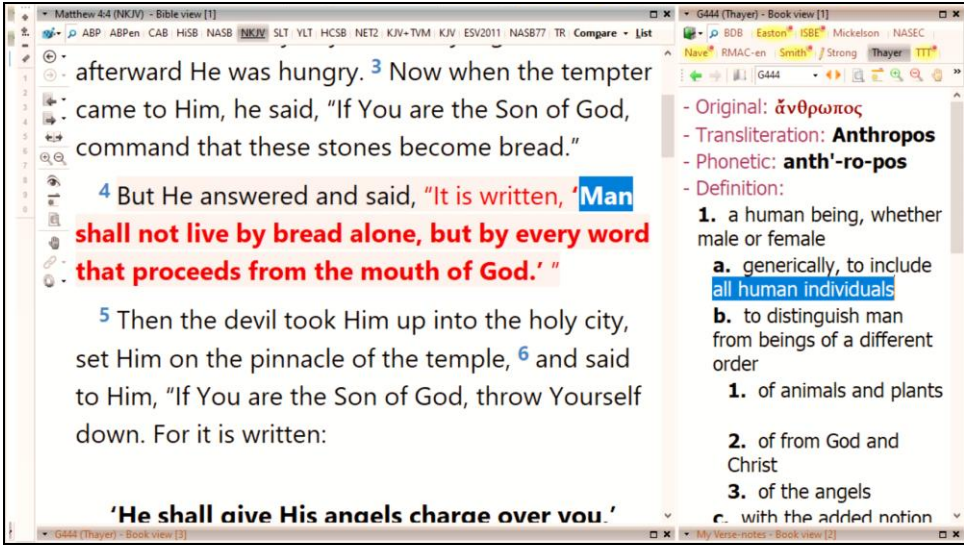 Matthew 4:4 (NKJV) - Bible view [1]
ABP ABPen CAB HiSB NASB NKJV SLT YLT HCSB NET2 KJV+TVM KJV ESV2011 NASB77 TR Compare - List
afterward He was hungry. 3 Now when the tempter
came to Him, he said, “If You are the Son of God,
command that these stones become bread.”
4 But He answered and said, “It is written, ‘Man
shall not live by bread alone, but by every word
that proceeds from the mouth of God.’ ”
5 Then the devil took Him up into the holy city,
set Him on the pinnacle of the temple, 6 and said
to Him, “If You are the Son of God, throw Yourself
down. For it is written:
‘He shall give His angels charge over you,’
G444 (Thayer) - Book view [3]
G444 (Thayer) - Book view [1]
BDB Easton* ISBE* Mickelson NASEC
Nave* RMAC-en Smith* Strong Thayer TTT*
G444
- Original: ἄνθρωπος
- Transliteration: Anthropos
- Phonetic: anth'-ro-pos
- Definition:
1. a human being, whether
male or female
a. generically, to include
all human individuals
b. to distinguish man
from beings of a different
order
1. of animals and plants
2. of from God and
Christ
3. of the angels
c. with the added notion
My Verse-notes - Book view [2]